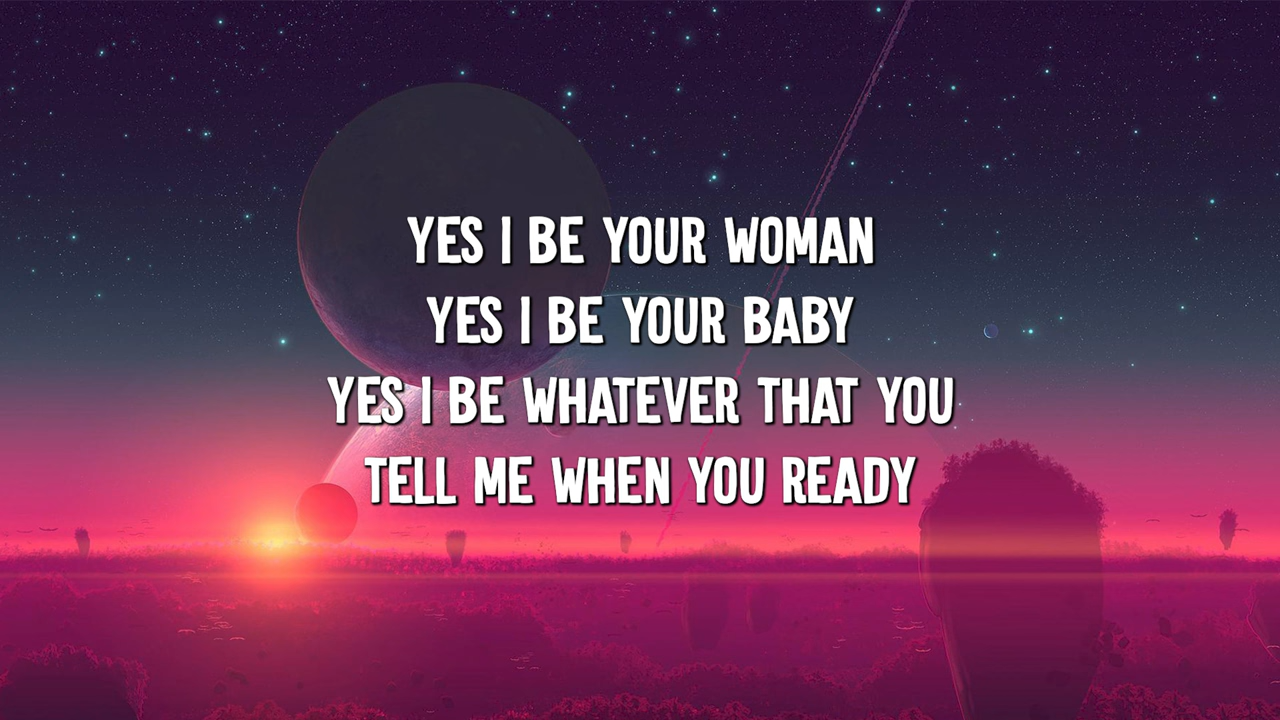 YES I BE YOUR WOMAN
YES I BE YOUR BABY
YES I BE WHATEVER THAT YOU
TELL ME WHEN YOU READY